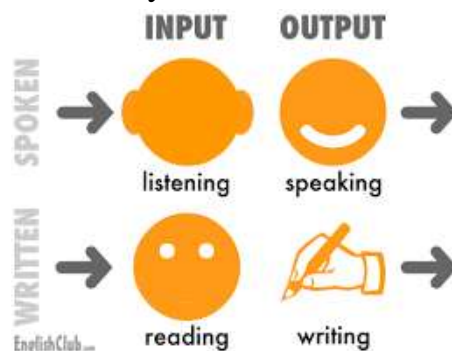 INPUT OUTPUT
SPOKEN
listening speaking
WRITTEN
reading writing
EnglishClub